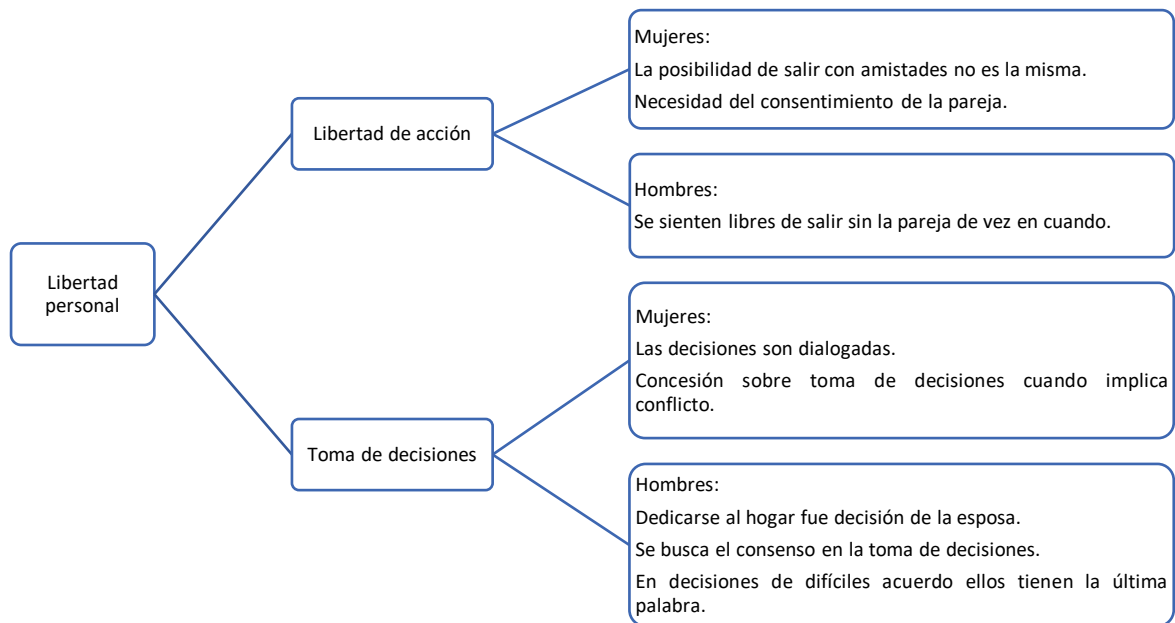 Libertad
personal
Libertad de acción
Mujeres:
La posibilidad de salir con amistades no es la misma.
Necesidad del consentimiento de la pareja.
Hombres:
Se sienten libres de salir sin la pareja de vez en cuando.
Toma de decisiones
Mujeres:
Las decisiones son dialogadas.
Concesión sobre toma de decisiones cuando implica
conflicto.
Hombres:
Dedicarse al hogar fue decisión de la esposa.
Se busca el consenso en la toma de decisiones.
En decisiones de difíciles acuerdo ellos tienen la última
palabra.